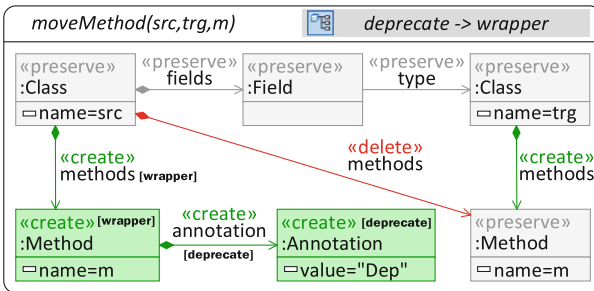 moveMethod(src,trg,m)
deprecate -> wrapper
«preserve»
:Class
name=src
«preserve»
fields
«preserve»
:Field
«preserve»
type
«preserve»
:Class
name=trg
«create»
methods [wrapper]
«delete»
methods
«create»
methods
«create» [wrapper]
:Method
name=m
«create»
annotation
[deprecate]
«create» [deprecate]
:Annotation
value="Dep"
«preserve»
:Method
name=m